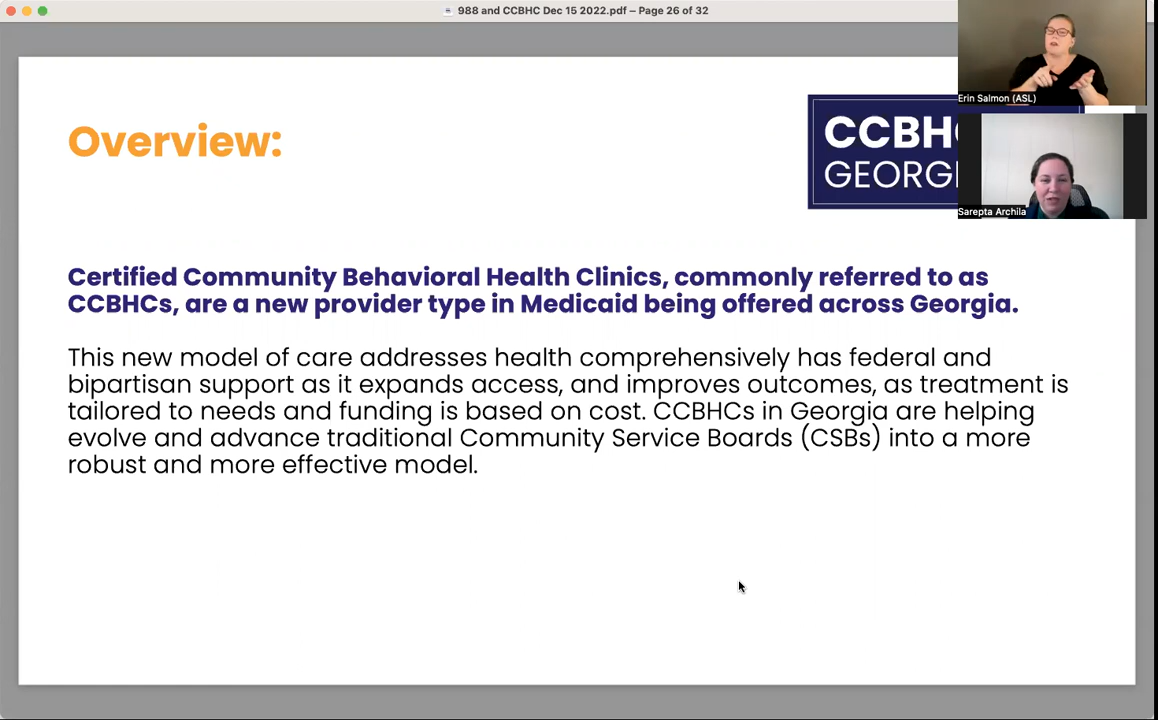 988 and CCBHC Dec 15 2022.pdf – Page 26 of 32
Erin Salmon (ASL)
Sarepta Archila
Overview:
CCBHC
GEORGI
Certified Community Behavioral Health Clinics, commonly referred to as
CCBHCs, are a new provider type in Medicaid being offered across Georgia.
This new model of care addresses health comprehensively has federal and
bipartisan support as it expands access, and improves outcomes, as treatment is
tailored to needs and funding is based on cost. CCBHCs in Georgia are helping
evolve and advance traditional Community Service Boards (CSBs) into a more
robust and more effective model.